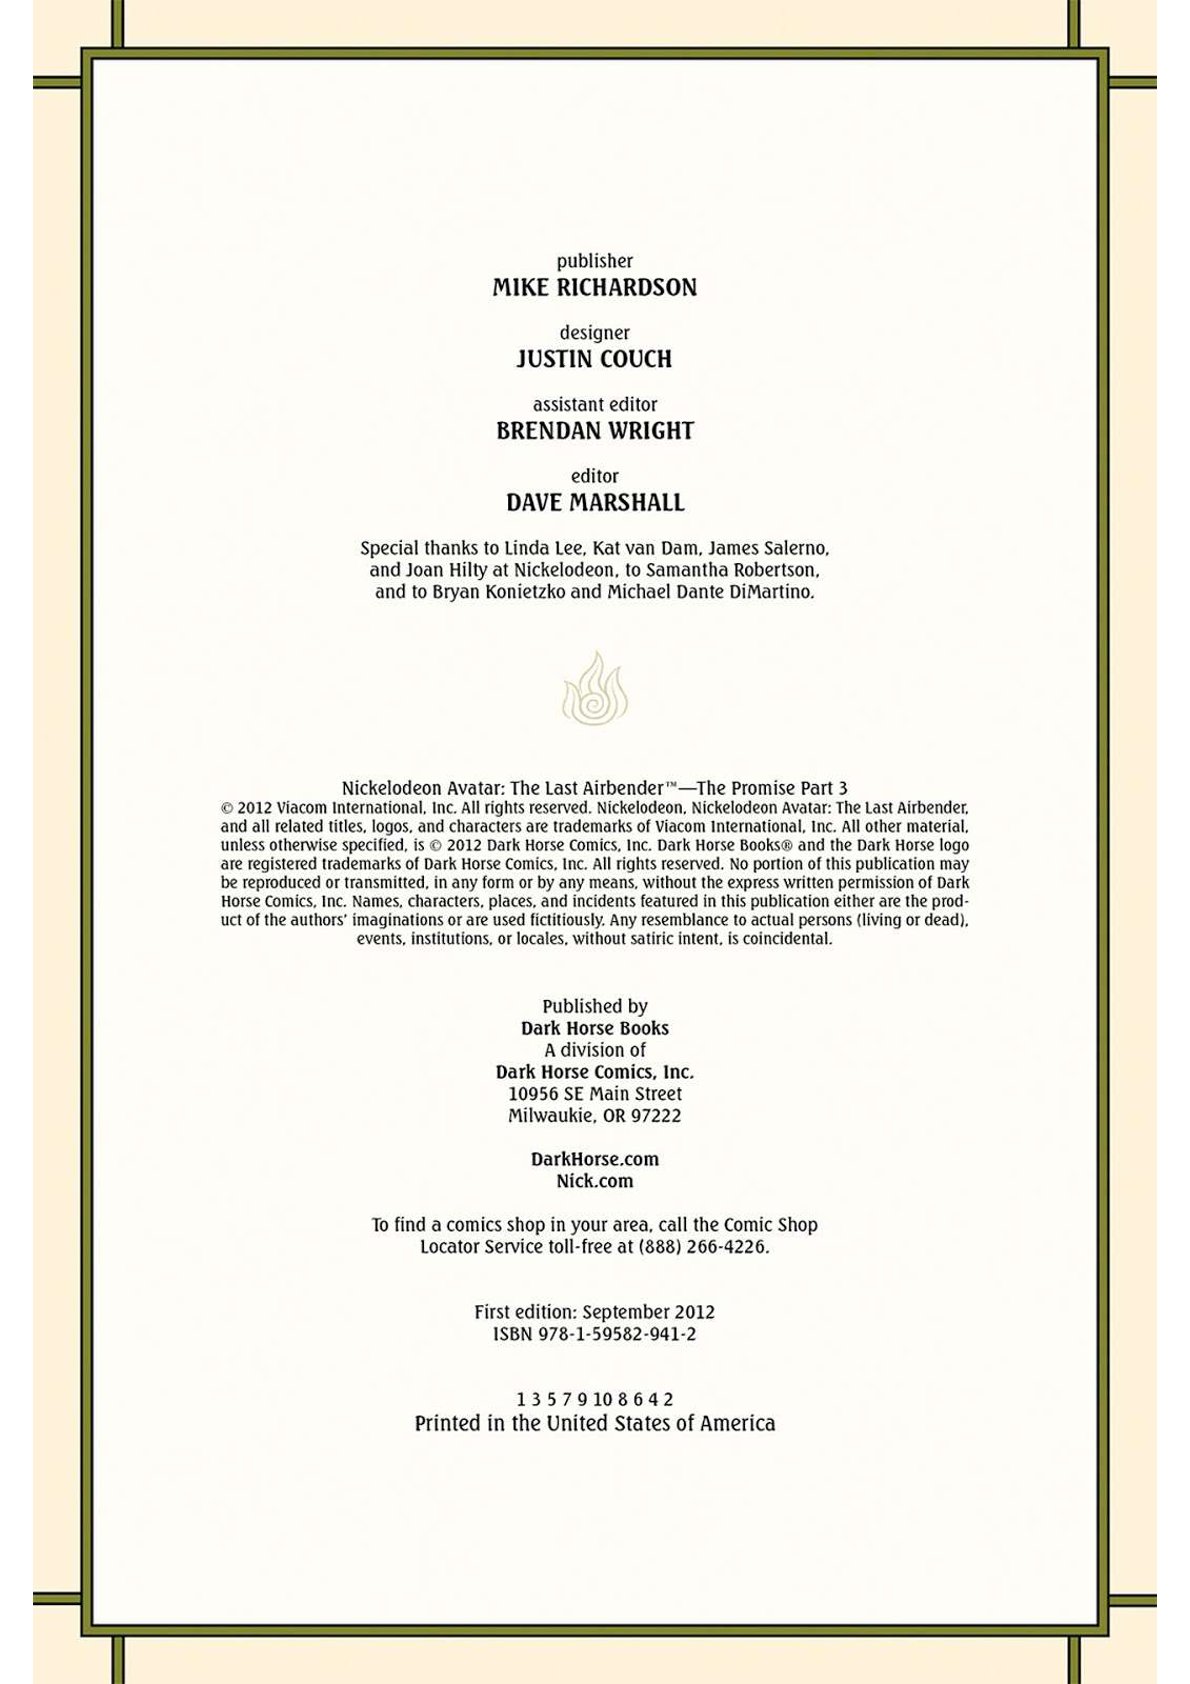 publisher
MIKE RICHARDSON
designer
JUSTIN COUCH
assistant editor
BRENDAN WRIGHT
editor
DAVE MARSHALL
Special thanks to Linda Lee, Kat van Dam, James Salerno,
and Joan Hilty at Nickelodeon, to Samantha Robertson,
and to Bryan Konietzko and Michael Dante DiMartino.
Nickelodeon Avatar: The Last Airbender™—The Promise Part 3
© 2012 Viacom International, Inc. All rights reserved. Nickelodeon, Nickelodeon Avatar: The Last Airbender,
and all related titles, logos, and characters are trademarks of Viacom International, Inc. All other material,
unless otherwise specified, is © 2012 Dark Horse Comics, Inc. Dark Horse Books® and the Dark Horse logo
are registered trademarks of Dark Horse Comics, Inc. All rights reserved. No portion of this publication may
be reproduced or transmitted, in any form or by any means, without the express written permission of Dark
Horse Comics, Inc. Names, characters, places, and incidents featured in this publication either are the prod-
uct of the authors' imaginations or are used fictitiously. Any resemblance to actual persons (living or dead),
events, institutions, or locales, without satiric intent, is coincidental.
Published by
Dark Horse Books
A division of
Dark Horse Comics, Inc.
10956 SE Main Street
Milwaukie, OR 97222
DarkHorse.com
Nick.com
To find a comics shop in your area, call the Comic Shop
Locator Service toll-free at (888) 266-4226.
First edition: September 2012
ISBN 978-1-59582-941-2
1 3 5 7 9 10 8 6 4 2
Printed in the United States of America